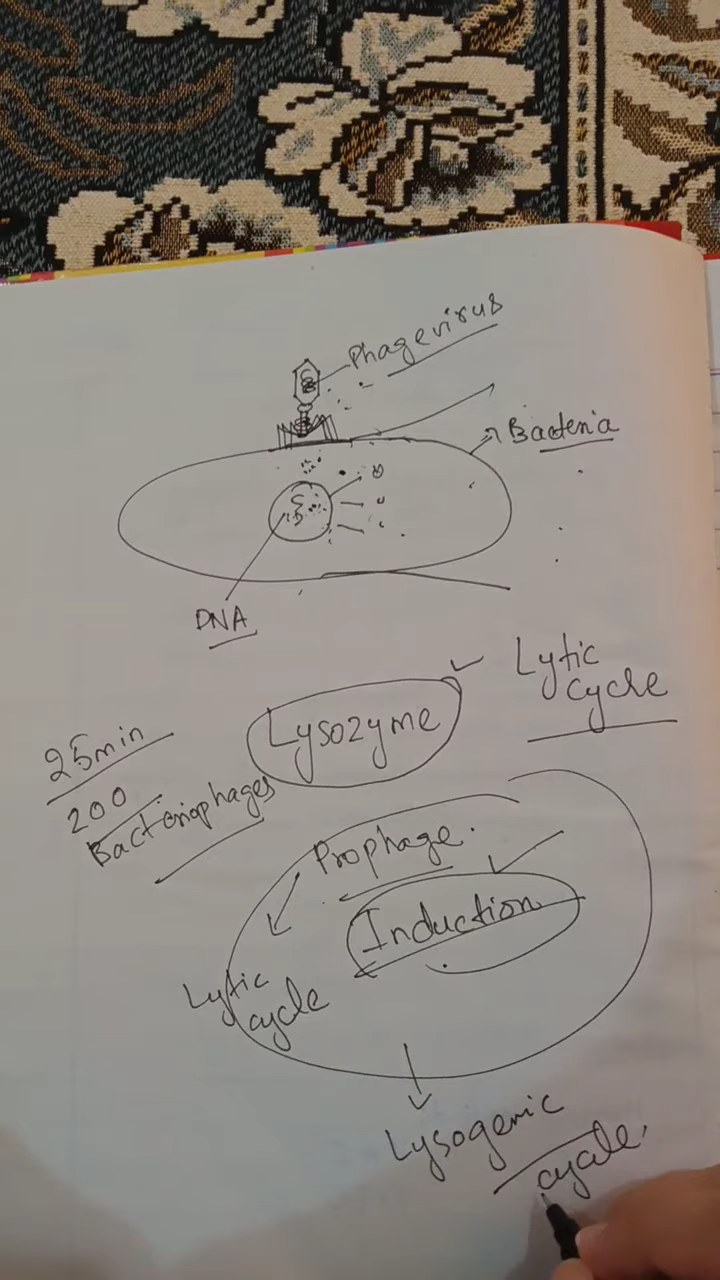 Phagevirus
Bacteria
DNA
Lytic
cycle
Lysozyme
25min
200
Bacteriophages
Prophage.
Induction
Lytic
cycle
Lysogenic
cycle.